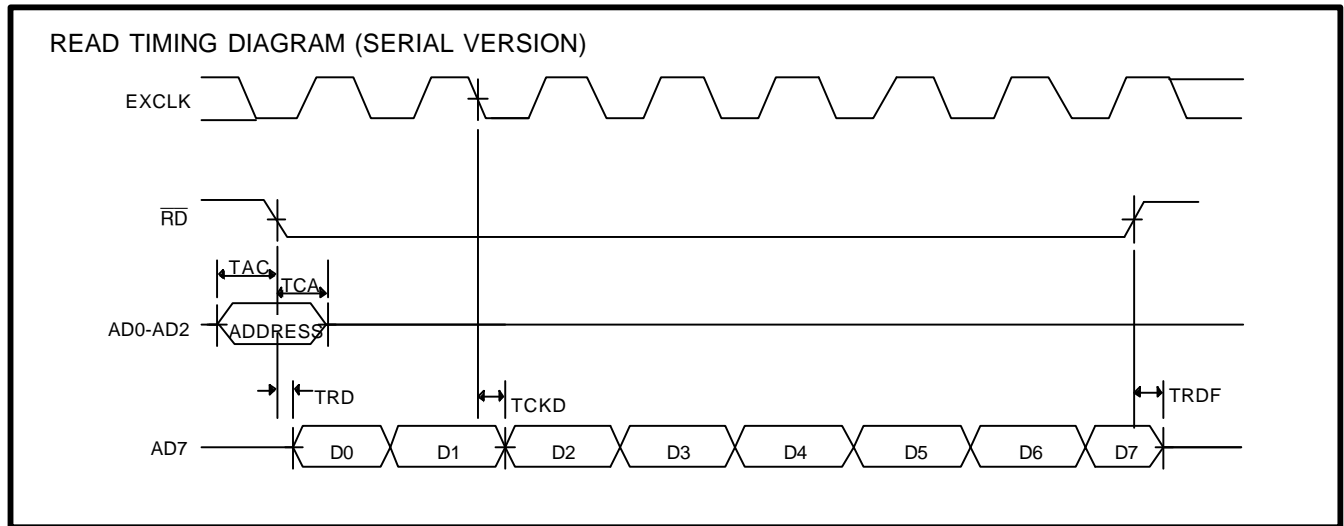 READ TIMING DIAGRAM (SERIAL VERSION)
EXCLK
RD
TAC
TCA
AD0-AD2
ADDRESS
TRD
TCKD
TRDF
AD7
D0
D1
D2
D3
D4
D5
D6
D7